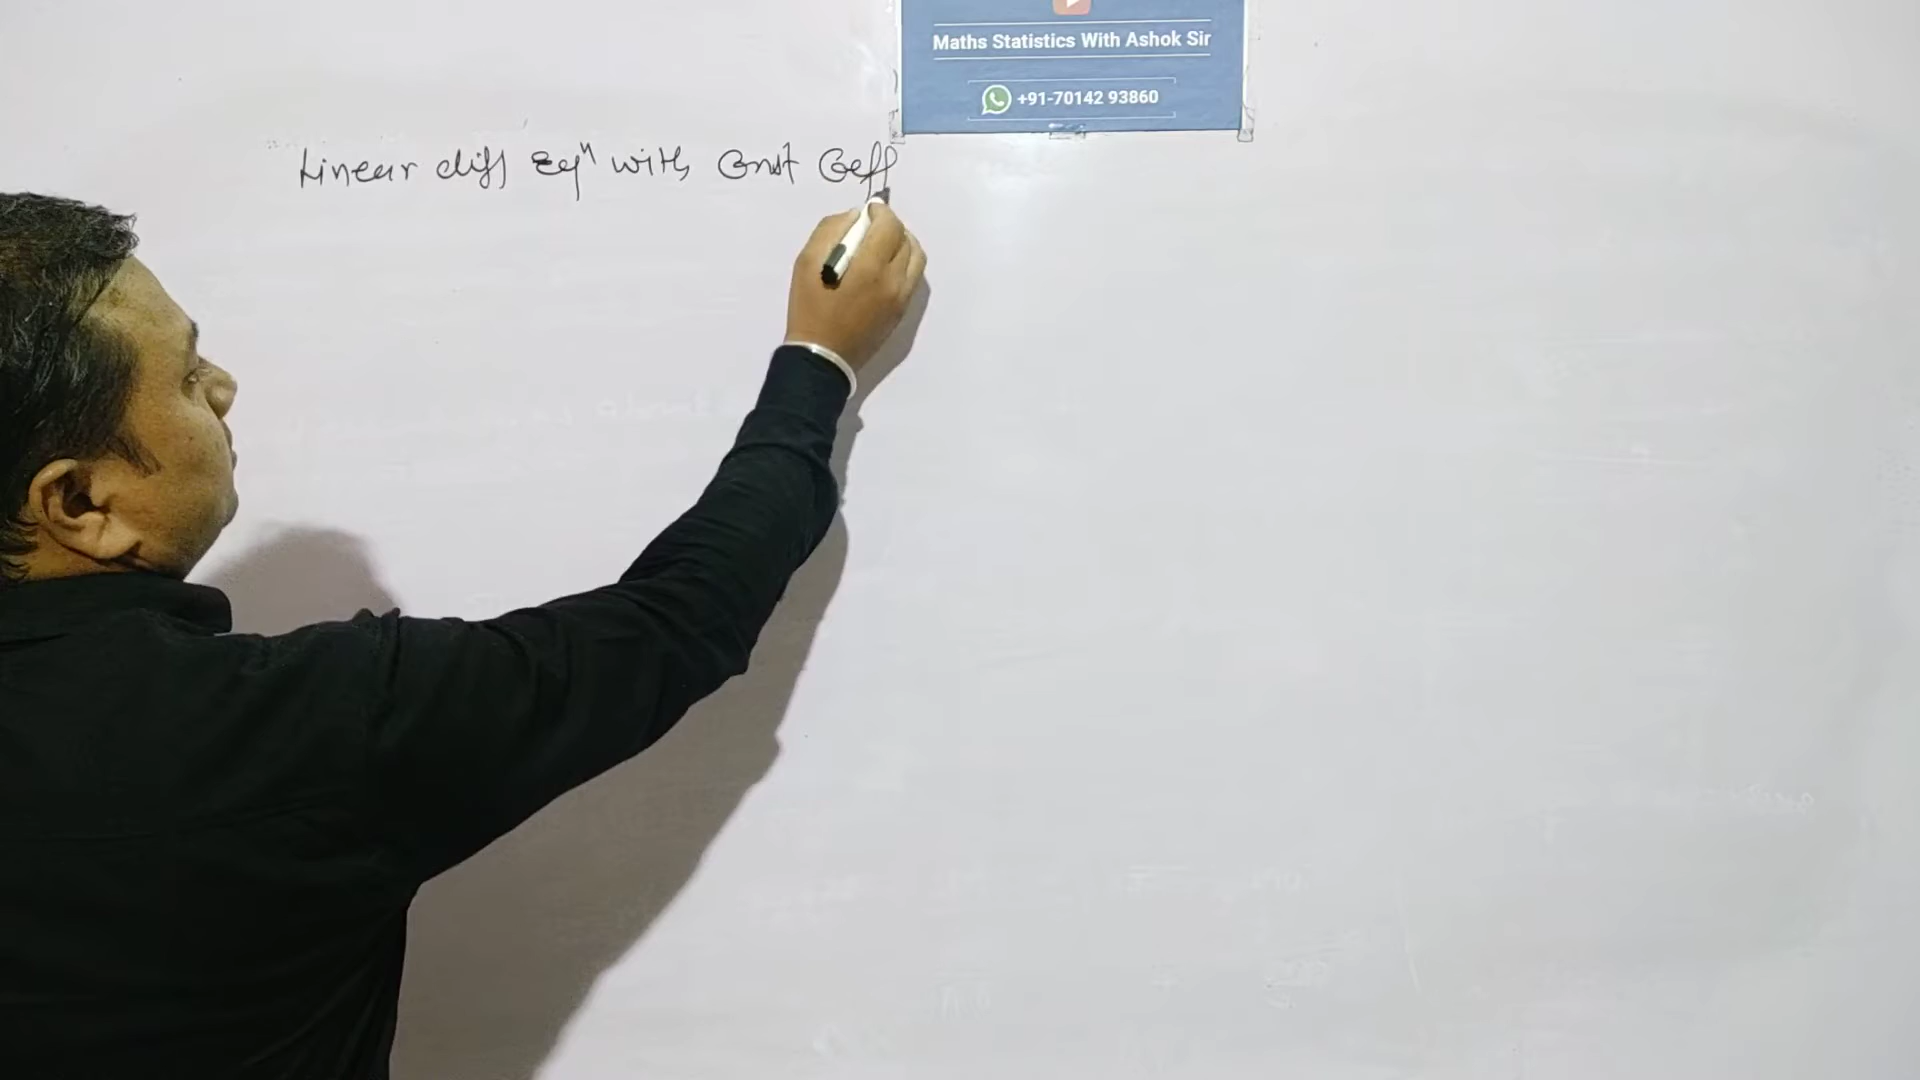 Maths Statistics With Ashok Sir
+91-70142 93860
Linear diff Eqⁿ with Const Coeff